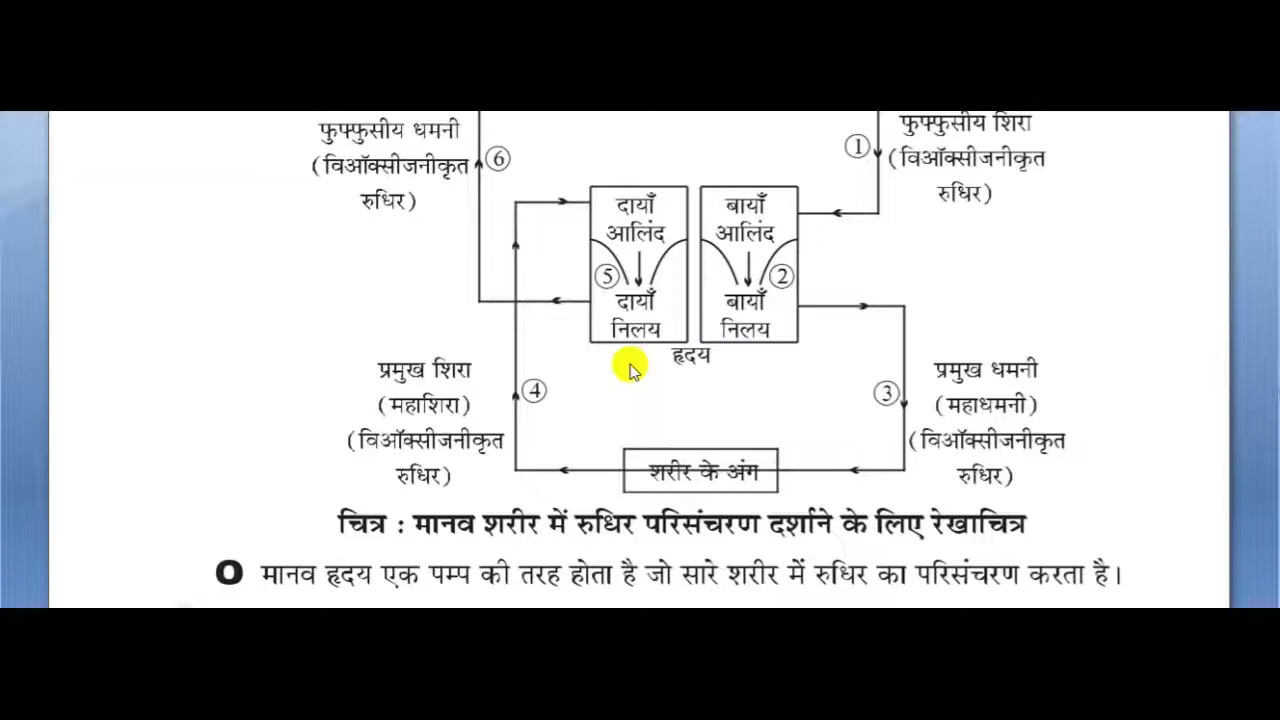 फुफ्फुसीय धमनी
(विऑक्सीजनीकृत
रुधिर)
⑥
फुफ्फुसीय शिरा
(विऑक्सीजनीकृत
रुधिर)
①
दायाँ
आलिंद
⑤
दायाँ
निलय
बायाँ
आलिंद
②
बायाँ
निलय
हृदय
प्रमुख शिरा
(महाशिरा)
(विऑक्सीजनीकृत
रुधिर)
④
प्रमुख धमनी
(महाधमनी)
(विऑक्सीजनीकृत
रुधिर)
③
शरीर के अंग
चित्र : मानव शरीर में रुधिर परिसंचरण दर्शाने के लिए रेखाचित्र
O मानव हृदय एक पम्प की तरह होता है जो सारे शरीर में रुधिर का परिसंचरण करता है।